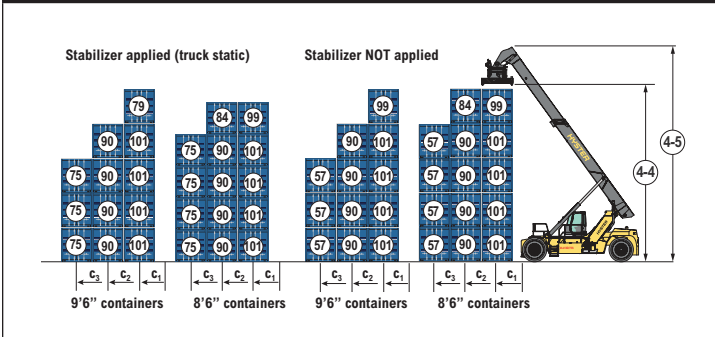 Stabilizer applied (truck static)
Stabilizer NOT applied
79
90 101
75 90 101
75 90 101
75 90 101
c3 c2 c1
9'6" containers
84 99
75 90 101
75 90 101
75 90 101
75 90 101
c3 c2 c1
8'6" containers
99
90 101
57 90 101
57 90 101
57 90 101
c3 c2 c1
9'6" containers
84 99
57 90 101
57 90 101
57 90 101
57 90 101
c3 c2 c1
8'6" containers
HYSTER
4-4
4-5